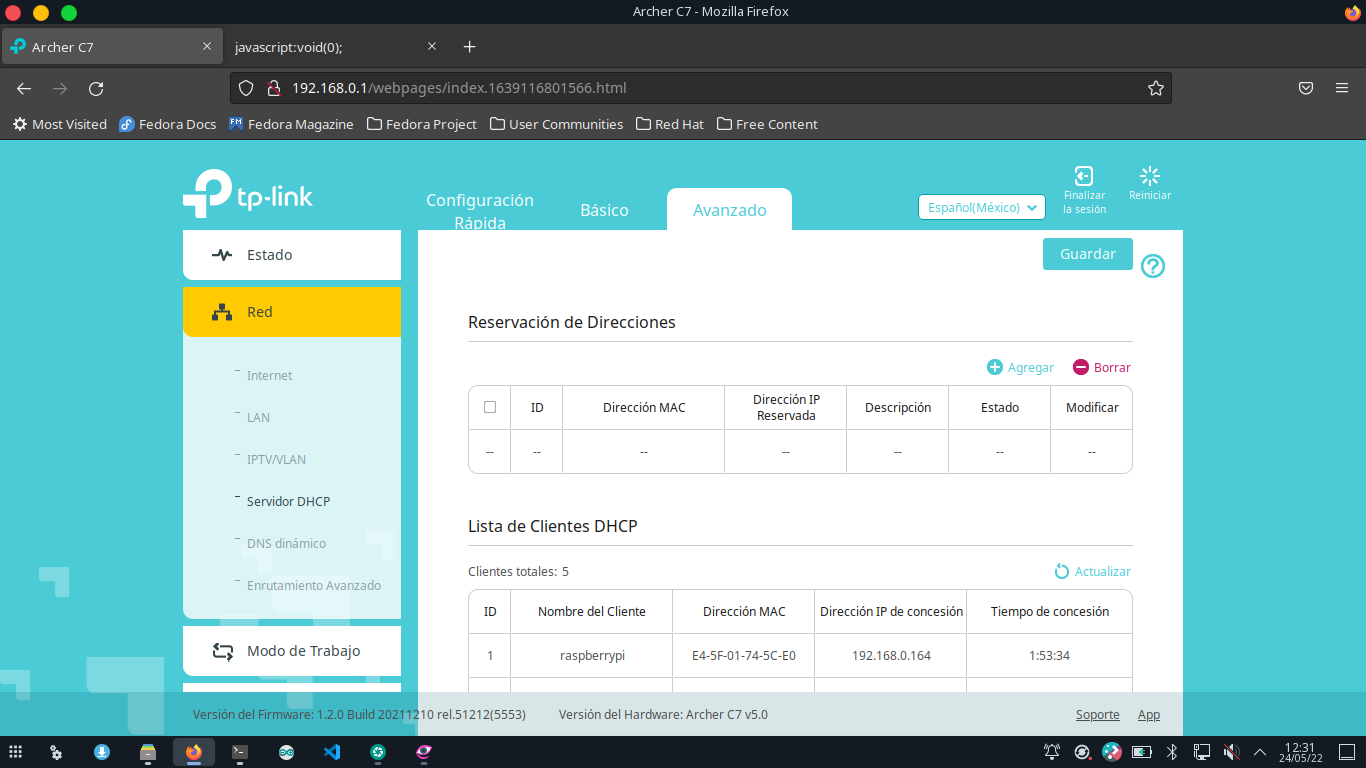 Archer C7 - Mozilla Firefox
Archer C7
javascript:void(0);
192.168.0.1/webpages/index.1639116801566.html
Most Visited Fedora Docs Fedora Magazine Fedora Project User Communities Red Hat Free Content
tp-link
Configuración
Rápida
Básico
Avanzado
Español(México)
Finalizar
la sesión
Reiniciar
Estado
Red
Internet
LAN
IPTV/VLAN
Servidor DHCP
DNS dinámico
Enrutamiento Avanzado
Modo de Trabajo
Guardar
Reservación de Direcciones
Agregar Borrar
ID Dirección MAC Dirección IP
Reservada Descripción Estado Modificar
-- -- -- -- -- -- --
Lista de Clientes DHCP
Clientes totales: 5 Actualizar
ID Nombre del Cliente Dirección MAC Dirección IP de concesión Tiempo de concesión
1 raspberrypi E4-5F-01-74-5C-E0 192.168.0.164 1:53:34
Versión del Firmware: 1.2.0 Build 20211210 rel.51212(5553) Versión del Hardware: Archer C7 v5.0 Soporte App
12:31
24/05/22